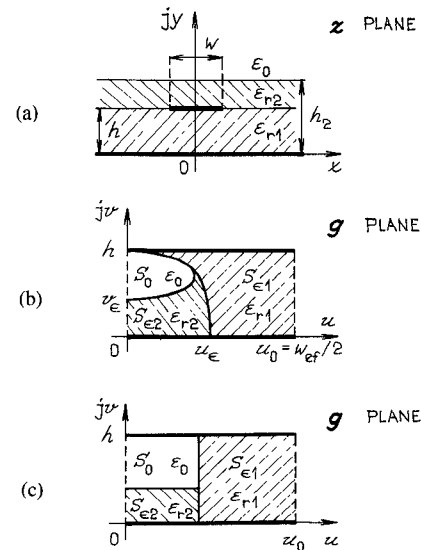 jy
z PLANE
w
ε₀
εr2
(a)
h
εr1
h₂
0
x
jv
g PLANE
(b)
h
S₀ ε₀
Sε1
vε
Sε2 εr2
εr1
u
0
uε
u₀ = wef/2
jv
g PLANE
(c)
h
S₀ ε₀
Sε1
Sε2 εr2
εr1
0
u₀
u